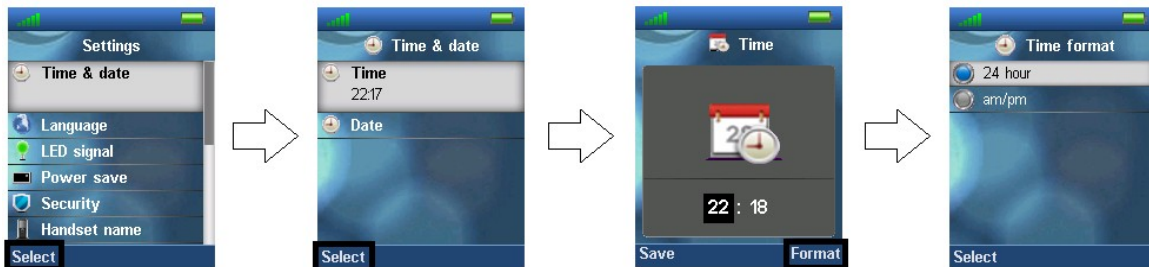 Settings
Time & date
Language
LED signal
Power save
Security
Handset name
Select
Time & date
Time
22:17
Date
Select
Time
22 : 18
Save Format
Time format
24 hour
am/pm
Select